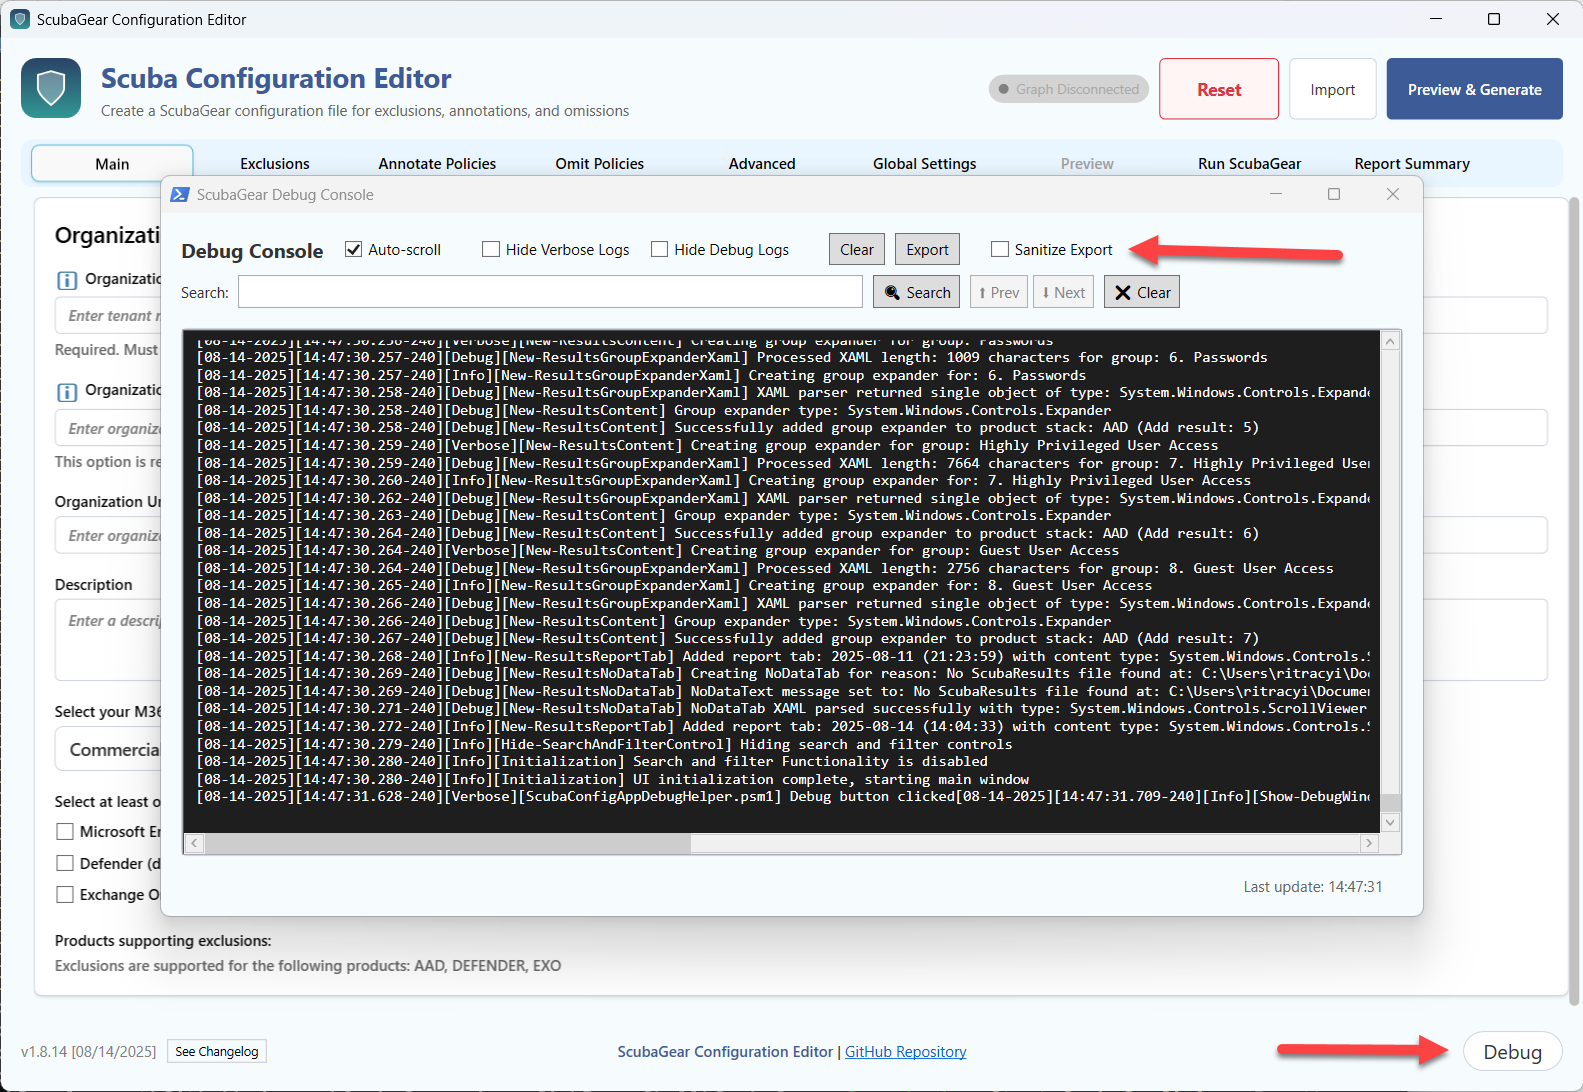 ScubaGear Configuration Editor
Scuba Configuration Editor
Create a ScubaGear configuration file for exclusions, annotations, and omissions
Graph Disconnected
Reset
Import
Preview & Generate
Main
Exclusions
Annotate Policies
Omit Policies
Advanced
Global Settings
Preview
Run ScubaGear
Report Summary
ScubaGear Debug Console
Debug Console
Auto-scroll
Hide Verbose Logs
Hide Debug Logs
Clear
Export
Sanitize Export
Search:
Search
Prev
Next
Clear
[08-14-2025][14:47:30.256-240][Verbose][New-ResultsContent] Creating group expander for group: Passwords
[08-14-2025][14:47:30.257-240][Debug][New-ResultsGroupExpanderXaml] Processed XAML length: 1009 characters for group: 6. Passwords
[08-14-2025][14:47:30.257-240][Info][New-ResultsGroupExpanderXaml] Creating group expander for: 6. Passwords
[08-14-2025][14:47:30.258-240][Debug][New-ResultsGroupExpanderXaml] XAML parser returned single object of type: System.Windows.Controls.Expande
[08-14-2025][14:47:30.258-240][Debug][New-ResultsContent] Group expander type: System.Windows.Controls.Expander
[08-14-2025][14:47:30.258-240][Debug][New-ResultsContent] Successfully added group expander to product stack: AAD (Add result: 5)
[08-14-2025][14:47:30.259-240][Verbose][New-ResultsContent] Creating group expander for group: Highly Privileged User Access
[08-14-2025][14:47:30.259-240][Debug][New-ResultsGroupExpanderXaml] Processed XAML length: 7664 characters for group: 7. Highly Privileged User
[08-14-2025][14:47:30.260-240][Info][New-ResultsGroupExpanderXaml] Creating group expander for: 7. Highly Privileged User Access
[08-14-2025][14:47:30.262-240][Debug][New-ResultsGroupExpanderXaml] XAML parser returned single object of type: System.Windows.Controls.Expande
[08-14-2025][14:47:30.263-240][Debug][New-ResultsContent] Group expander type: System.Windows.Controls.Expander
[08-14-2025][14:47:30.264-240][Debug][New-ResultsContent] Successfully added group expander to product stack: AAD (Add result: 6)
[08-14-2025][14:47:30.264-240][Verbose][New-ResultsContent] Creating group expander for group: Guest User Access
[08-14-2025][14:47:30.264-240][Debug][New-ResultsGroupExpanderXaml] Processed XAML length: 2756 characters for group: 8. Guest User Access
[08-14-2025][14:47:30.265-240][Info][New-ResultsGroupExpanderXaml] Creating group expander for: 8. Guest User Access
[08-14-2025][14:47:30.266-240][Debug][New-ResultsGroupExpanderXaml] XAML parser returned single object of type: System.Windows.Controls.Expande
[08-14-2025][14:47:30.266-240][Debug][New-ResultsContent] Group expander type: System.Windows.Controls.Expander
[08-14-2025][14:47:30.267-240][Debug][New-ResultsContent] Successfully added group expander to product stack: AAD (Add result: 7)
[08-14-2025][14:47:30.268-240][Info][New-ResultsReportTab] Added report tab: 2025-08-11 (21:23:59) with content type: System.Windows.Controls.S
[08-14-2025][14:47:30.269-240][Debug][New-ResultsNoDataTab] Creating NoDataTab for reason: No ScubaResults file found at: C:\Users\ritracyi\Doc
[08-14-2025][14:47:30.269-240][Debug][New-ResultsNoDataTab] NoDataText message set to: No ScubaResults file found at: C:\Users\ritracyi\Documen
[08-14-2025][14:47:30.271-240][Debug][New-ResultsNoDataTab] NoDataTab XAML parsed successfully with type: System.Windows.Controls.ScrollViewer
[08-14-2025][14:47:30.272-240][Info][New-ResultsReportTab] Added report tab: 2025-08-14 (14:04:33) with content type: System.Windows.Controls.S
[08-14-2025][14:47:30.279-240][Info][Hide-SearchAndFilterControl] Hiding search and filter controls
[08-14-2025][14:47:30.280-240][Info][Initialization] Search and filter Functionality is disabled
[08-14-2025][14:47:30.280-240][Info][Initialization] UI initialization complete, starting main window
[08-14-2025][14:47:31.628-240][Verbose][ScubaConfigAppDebugHelper.psm1] Debug button clicked[08-14-2025][14:47:31.709-240][Info][Show-DebugWind
Last update: 14:47:31
Organizati
Organizatio
Enter tenant n
Required. Must
Organizatio
Enter organiza
This option is re
Organization Un
Enter organiza
Description
Enter a descrip
Select your M36
Commercia
Select at least o
Microsoft En
Defender (d
Exchange O
Products supporting exclusions:
Exclusions are supported for the following products: AAD, DEFENDER, EXO
v1.8.14 [08/14/2025]
See Changelog
ScubaGear Configuration Editor | GitHub Repository
Debug